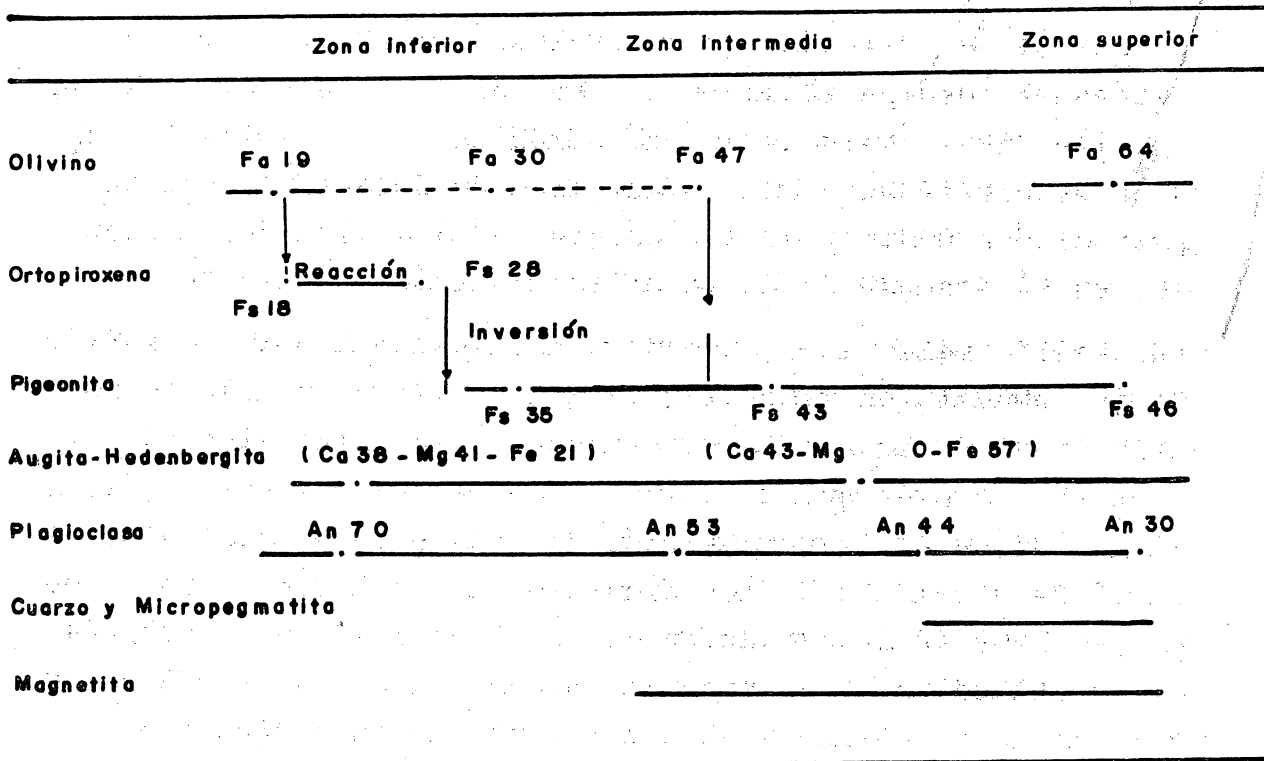 Zona inferior Zona intermedia Zona superior
Olivino Fa 19 Fa 30 Fa 47 Fa 64
Ortopiroxena Reacción Fs 28
Fs 18
Inversión
Pigeonita
Fs 35 Fs 43 Fs 46
Augita-Hedenbergita (Ca 38-Mg 41-Fe 21) (Ca 43-Mg O-Fe 57)
Plagioclasa An 70 An 53 An 44 An 30
Cuarzo y Micropegmatita
Magnetita